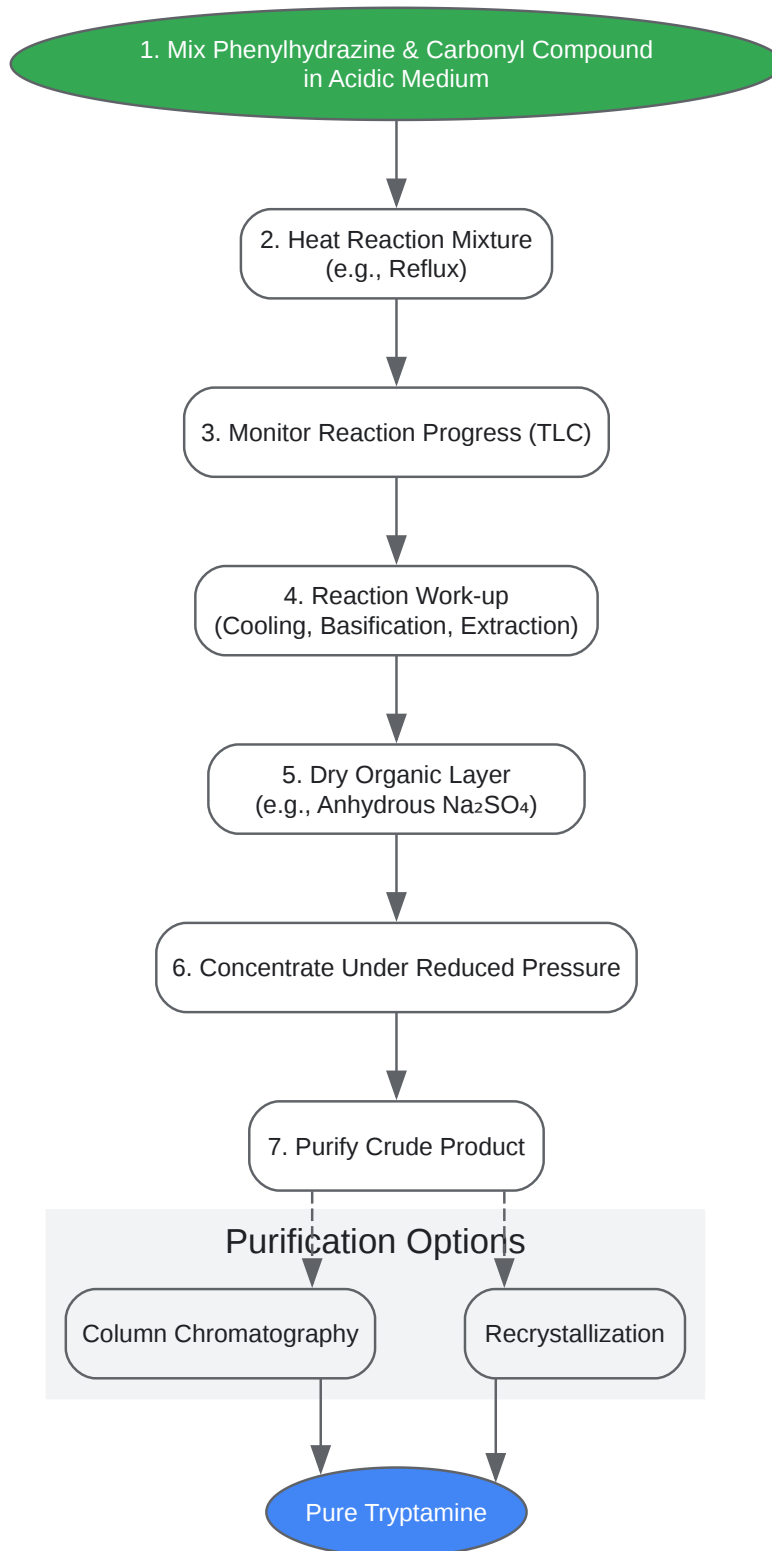 1. Mix Phenylhydrazine & Carbonyl Compound
in Acidic Medium
2. Heat Reaction Mixture
(e.g., Reflux)
3. Monitor Reaction Progress (TLC)
4. Reaction Work-up
(Cooling, Basification, Extraction)
5. Dry Organic Layer
(e.g., Anhydrous Na₂SO₄)
6. Concentrate Under Reduced Pressure
7. Purify Crude Product
Purification Options
Column Chromatography
Recrystallization
Pure Tryptamine